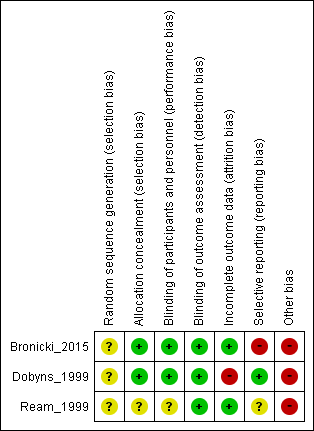 Random sequence generation (selection bias)
Allocation concealment (selection bias)
Blinding of participants and personnel (performance bias)
Blinding of outcome assessment (detection bias)
Incomplete outcome data (attrition bias)
Selective reporting (reporting bias)
Other bias
Bronicki_2015 ? + + + + - -
Dobyns_1999 ? + + + - + -
Ream_1999 ? ? ? + + ? -